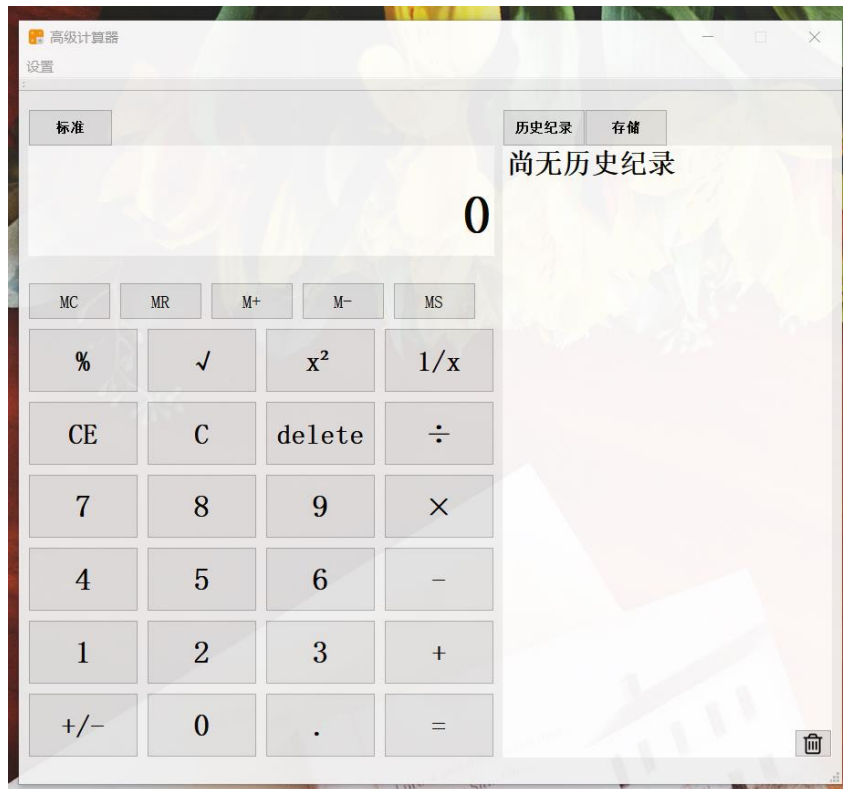 高级计算器
设置
标准
历史纪录 存储
尚无历史纪录
0
MC MR M+ M- MS
% √ x² 1/x
CE C delete ÷
7 8 9 ×
4 5 6 -
1 2 3 +
+/- 0 . =